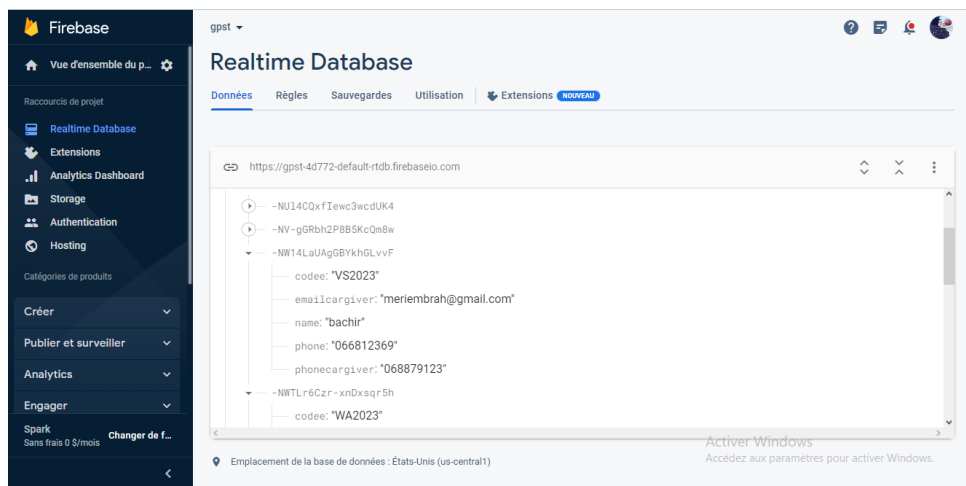 Firebase
Vue d'ensemble du p...
Raccourcis de projet
Realtime Database
Extensions
Analytics Dashboard
Storage
Authentication
Hosting
Catégories de produits
Créer
Publier et surveiller
Analytics
Engager
Spark
Sans frais 0 $/mois
Changer de f...
gpst
Realtime Database
Données Règles Sauvegardes Utilisation Extensions NOUVEAU
https://gpst-4d772-default-rtdb.firebaseio.com
-NUl4CQxfIewc3wcdUK4
-NV-gGRbh2P8B5KcQm8w
-NW14LaUAgGBYkhGLvvF
codee: "VS2023"
emailcargiver: "meriembrah@gmail.com"
name: "bachir"
phone: "066812369"
phonecargiver: "068879123"
-NWTLr6Czr-xnDxsqr5h
codee: "WA2023"
Activer Windows
Accédez aux paramètres pour activer Windows.
Emplacement de la base de données : États-Unis (us-central1)